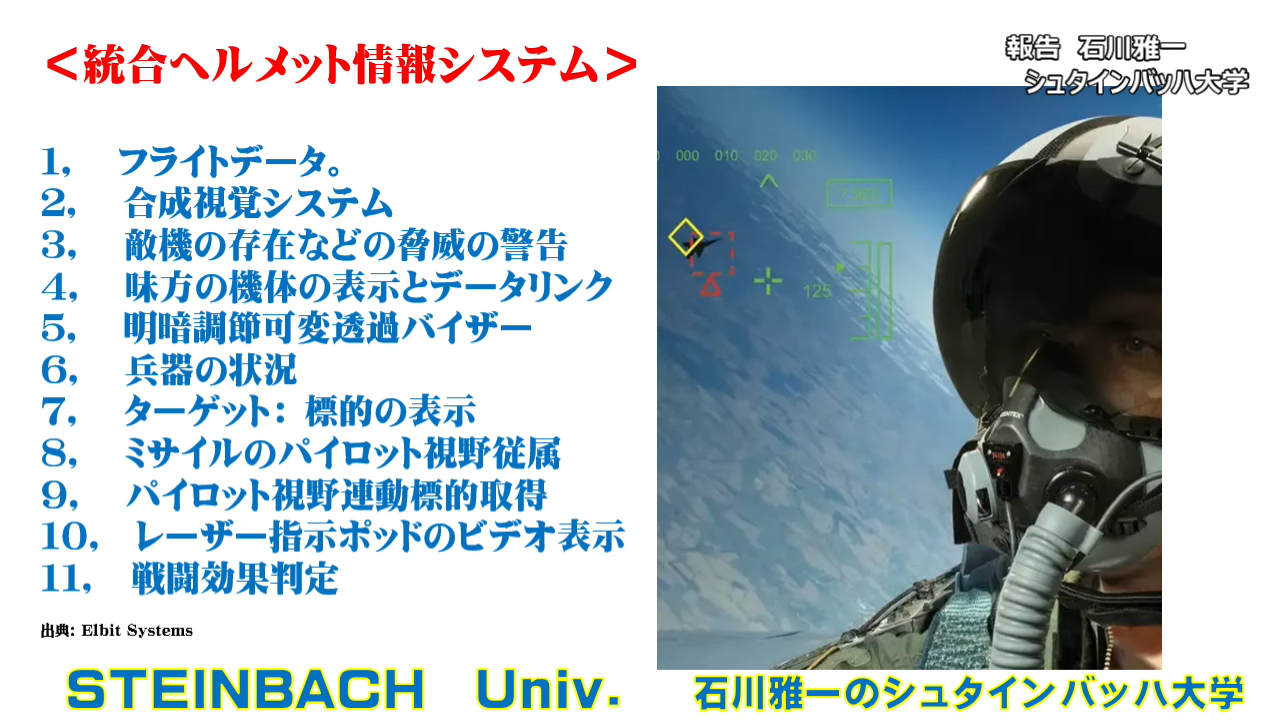 ＜統合ヘルメット情報システム＞
報告　石川雅一
シュタインバッハ大学
1,　フライトデータ。
2,　合成視覚システム
3,　敵機の存在などの脅威の警告
4,　味方の機体の表示とデータリンク
5,　明暗調節可変透過バイザー
6,　兵器の状況
7,　ターゲット：標的の表示
8,　ミサイルのパイロット視野従属
9,　パイロット視野連動標的取得
10,　レーザー指示ポッドのビデオ表示
11,　戦闘効果判定
出典: Elbit Systems
000 010 020 030
125
GENTEX
STEINBACH　Univ.
石川雅一のシュタインバッハ大学